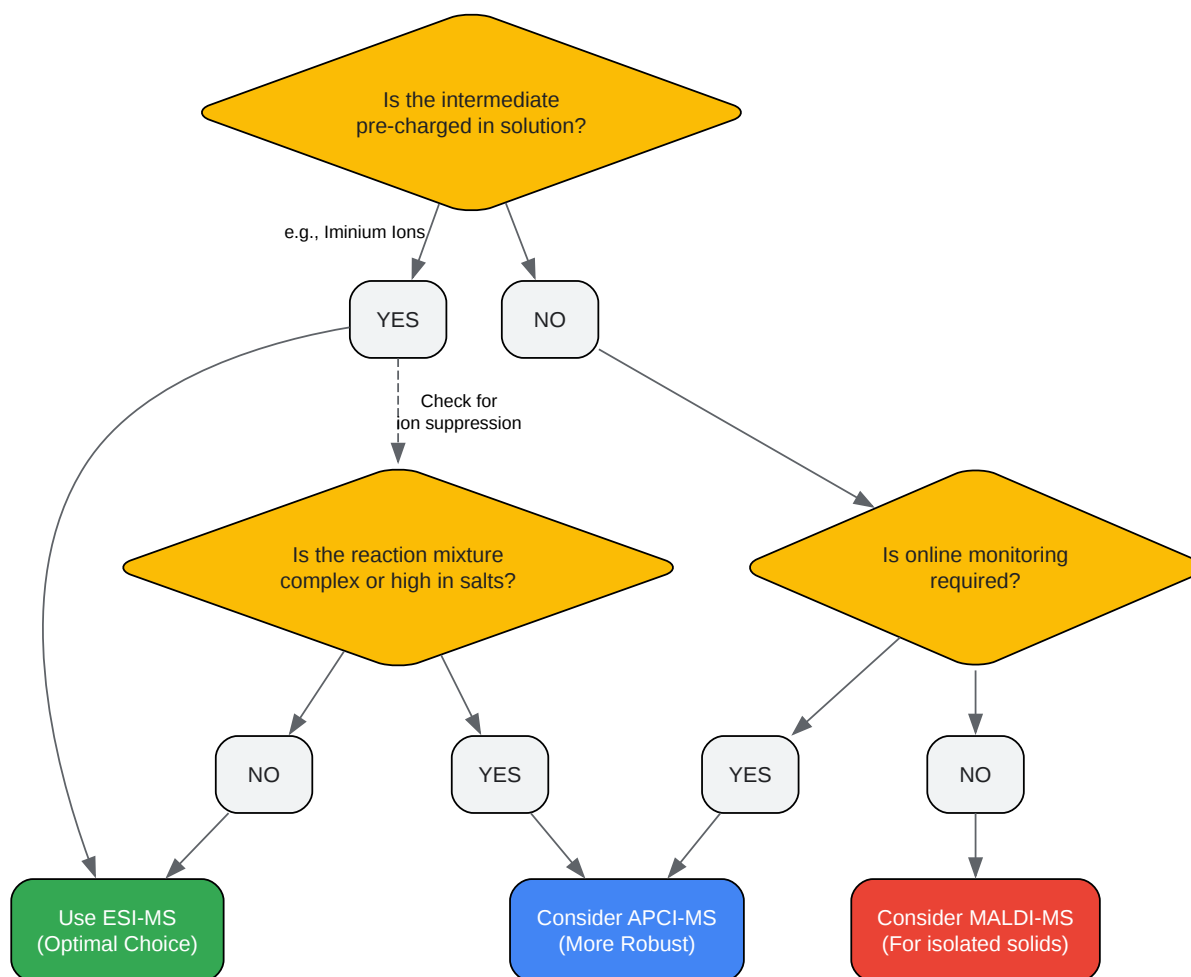 Is the intermediate
pre-charged in solution?
e.g., Iminium Ions
YES
NO
Check for
ion suppression
Is the reaction mixture
complex or high in salts?
Is online monitoring
required?
NO
YES
YES
NO
Use ESI-MS
(Optimal Choice)
Consider APCI-MS
(More Robust)
Consider MALDI-MS
(For isolated solids)